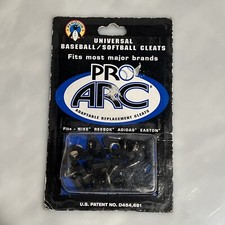 UNIVERSAL
BASEBALL/SOFTBALL CLEATS
Fits most major brands
PRO
ARC
ADAPTABLE REPLACEMENT CLEATS
Fits - NIKE REEBOK ADIDAS EASTON
U.S. PATENT NO. D454,681